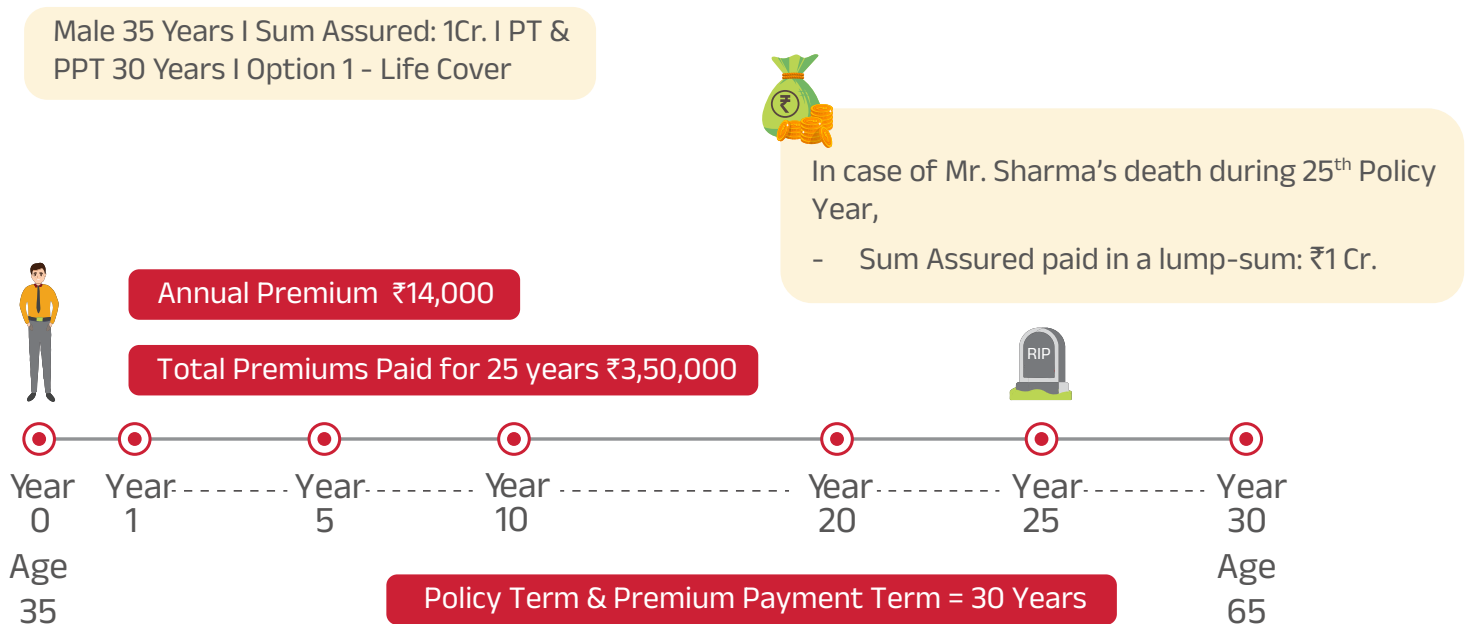 Male 35 Years I Sum Assured: 1Cr. I PT &
PPT 30 Years I Option 1 - Life Cover
₹
In case of Mr. Sharma's death during 25th Policy
Year,
- Sum Assured paid in a lump-sum: ₹1 Cr.
Annual Premium ₹14,000
Total Premiums Paid for 25 years ₹3,50,000
RIP
Year Year Year Year Year Year Year
0 1 5 10 20 25 30
Age Age
35 65
Policy Term & Premium Payment Term = 30 Years